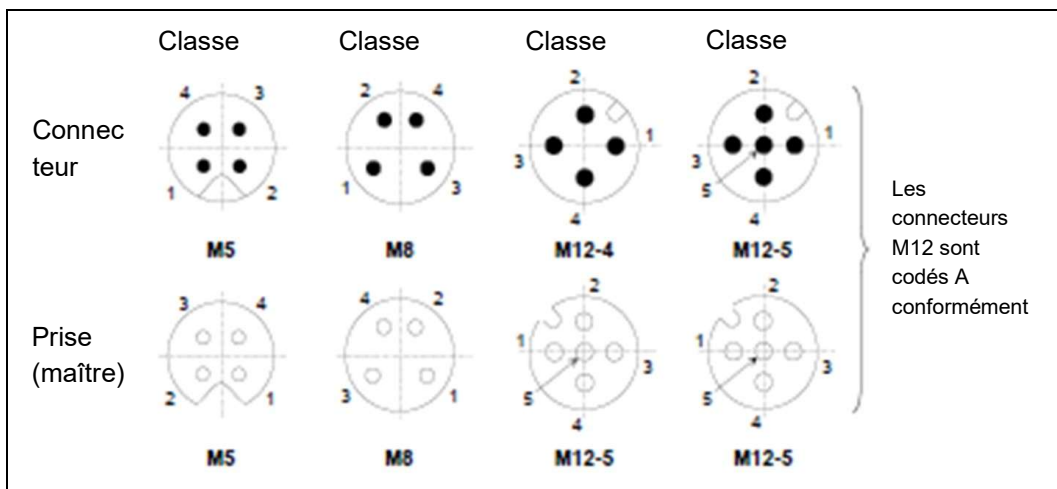 Classe Classe Classe Classe
Connec
teur
4 3
1 2
M5
2 4
1 3
M8
2
1
3
4
M12-4
2
1
3
5
4
M12-5
Prise
(maître)
3 4
2 1
M5
4 2
3 1
M8
2
1
3
5
4
M12-5
2
1
3
5
4
M12-5
Les
connecteurs
M12 sont
codés A
conformément